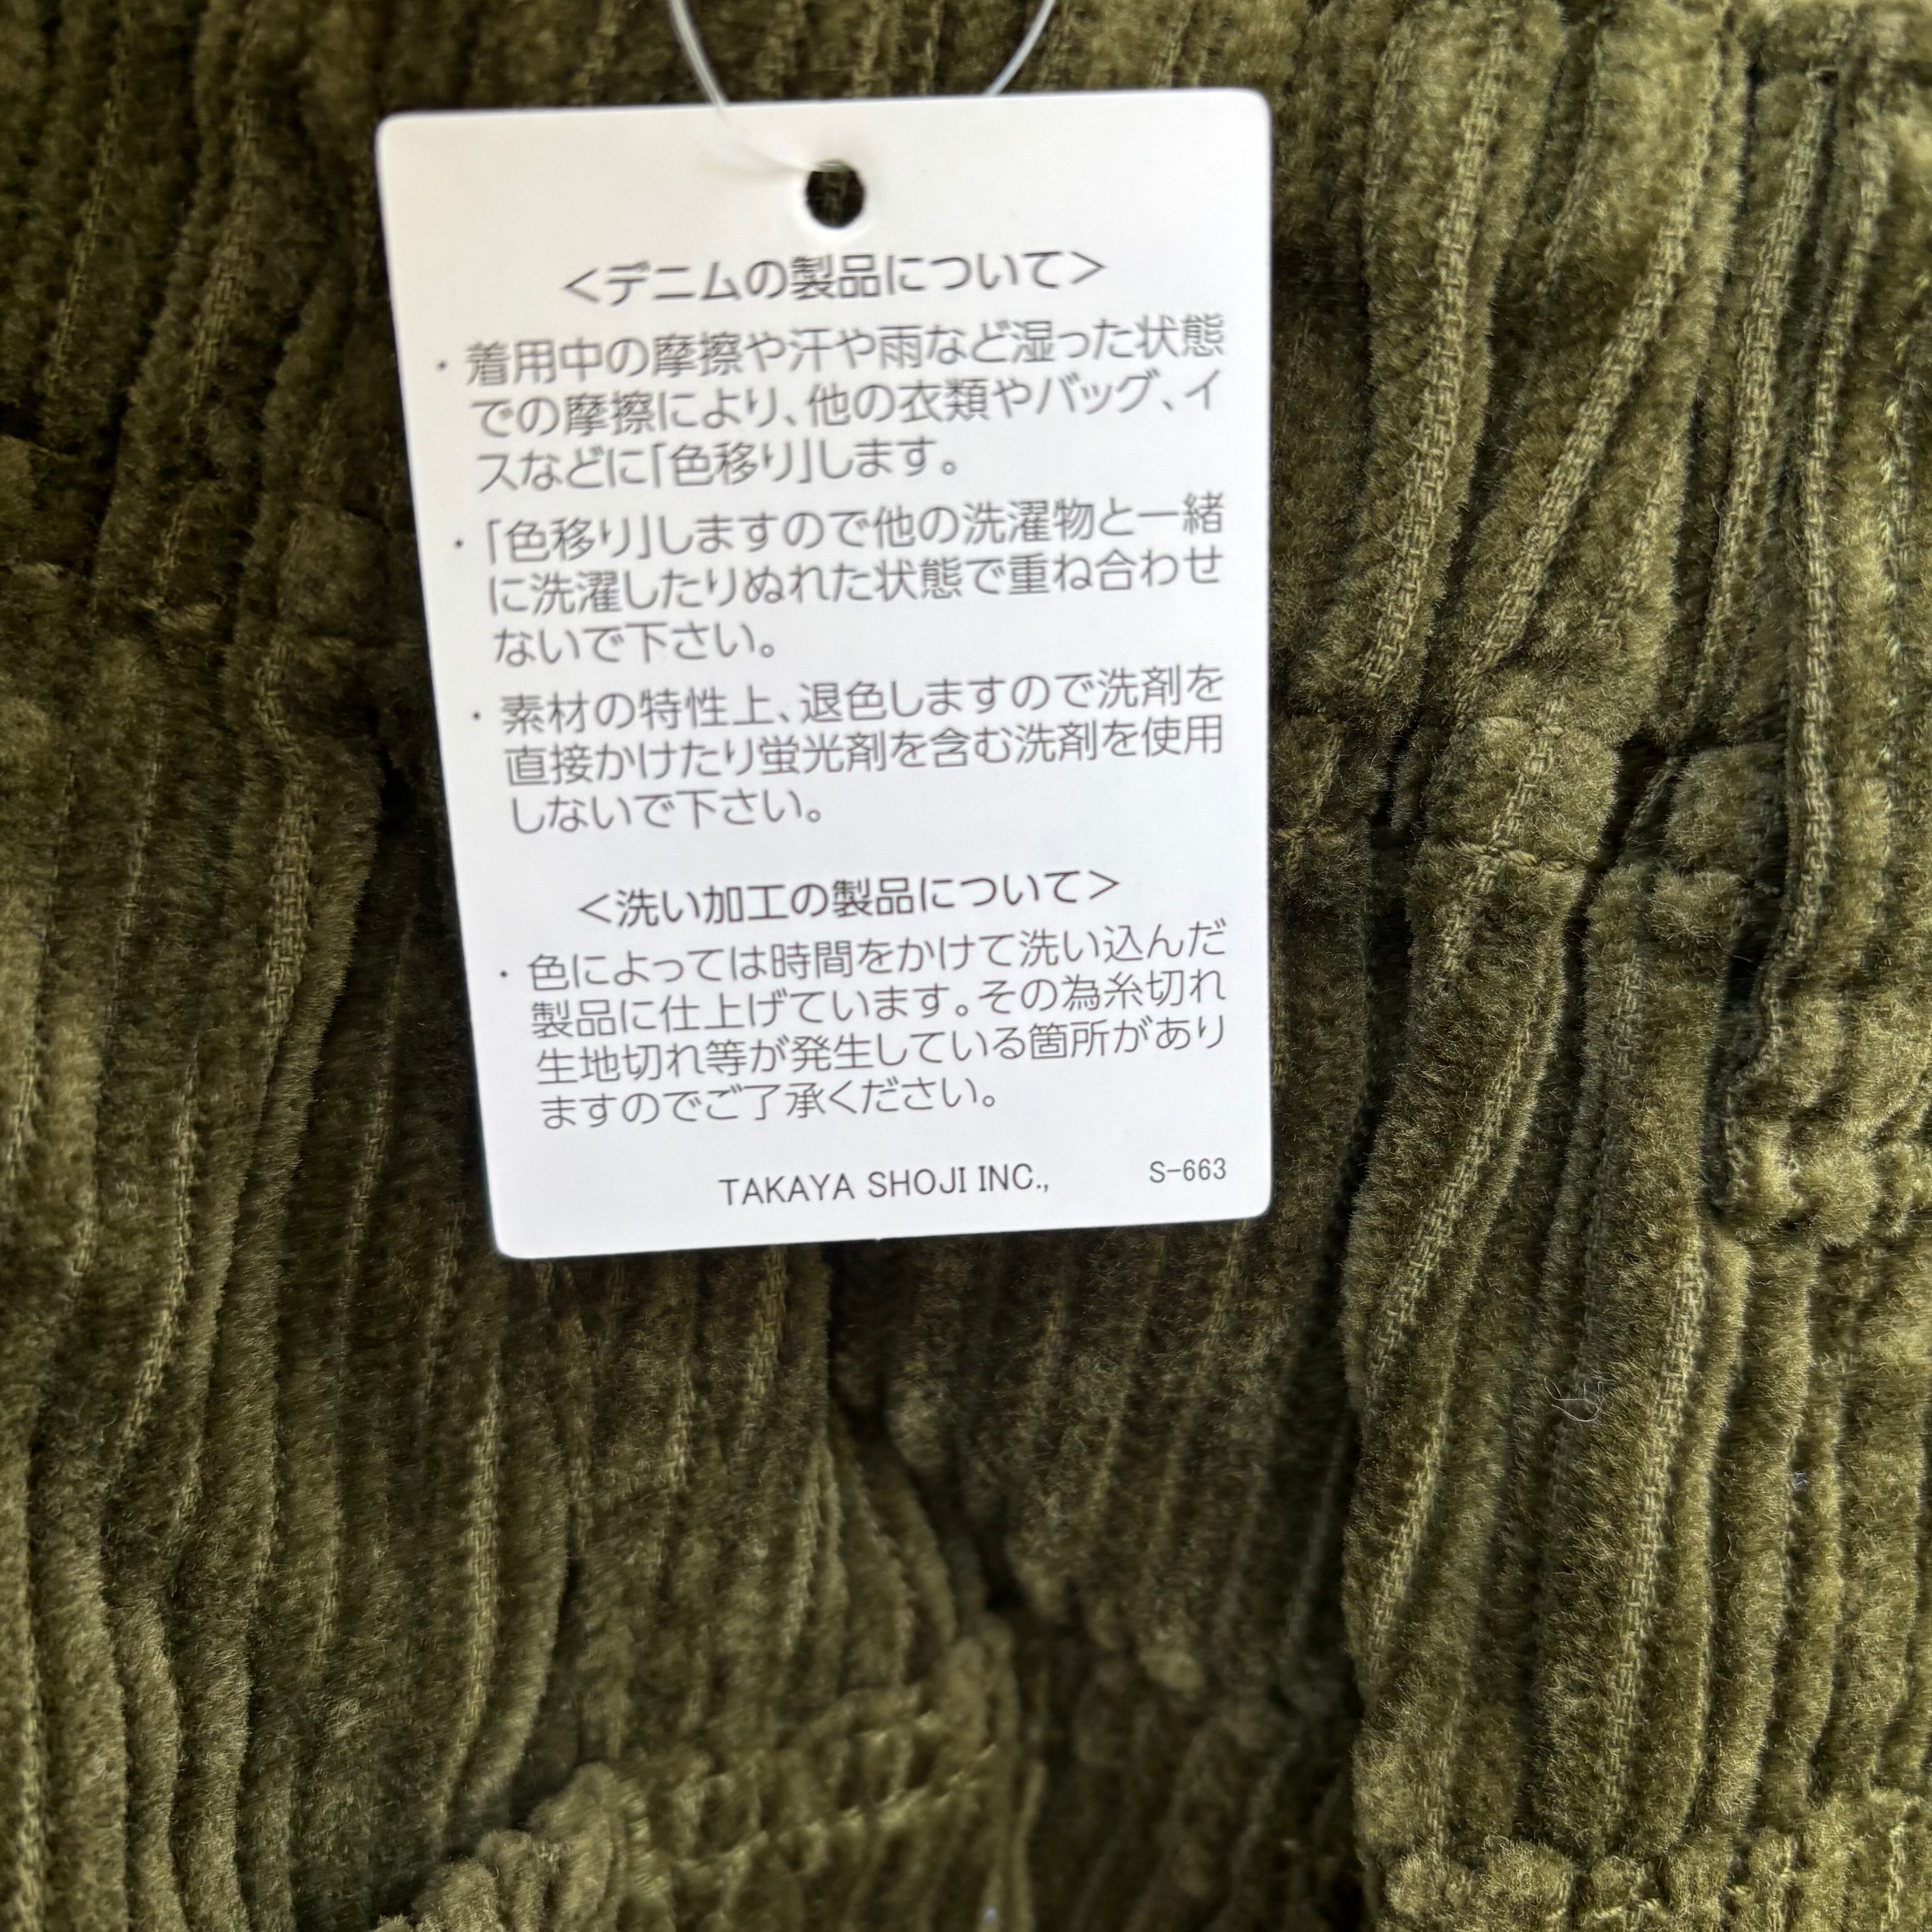 ＜デニムの製品について＞
・着用中の摩擦や汗や雨など湿った状態
での摩擦により、他の衣類やバッグ、イ
スなどに「色移り」します。
・「色移り」しますので他の洗濯物と一緒
に洗濯したりぬれた状態で重ね合わせ
ないで下さい。
・素材の特性上、退色しますので洗剤を
直接かけたり蛍光剤を含む洗剤を使用
しないで下さい。
＜洗い加工の製品について＞
・色によっては時間をかけて洗い込んだ
製品に仕上げています。その為糸切れ
生地切れ等が発生している箇所があり
ますのでご了承ください。
TAKAYA SHOJI INC., S-663